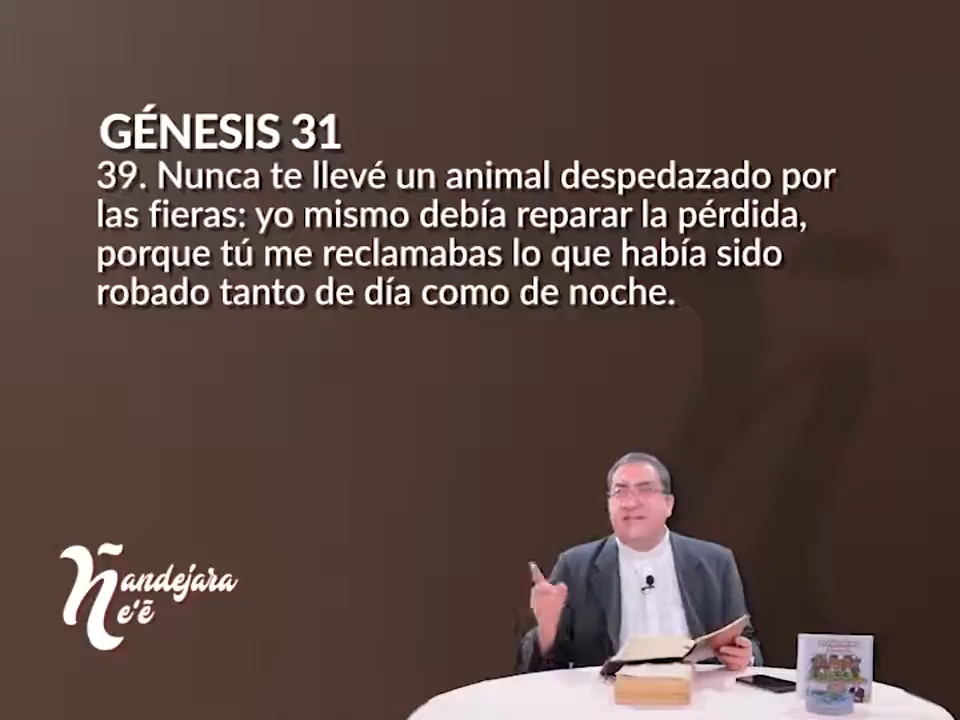 GÉNESIS 31
39. Nunca te llevé un animal despedazado por
las fieras: yo mismo debía reparar la pérdida,
porque tú me reclamabas lo que había sido
robado tanto de día como de noche.
Ñandejara
Ñe'ẽ